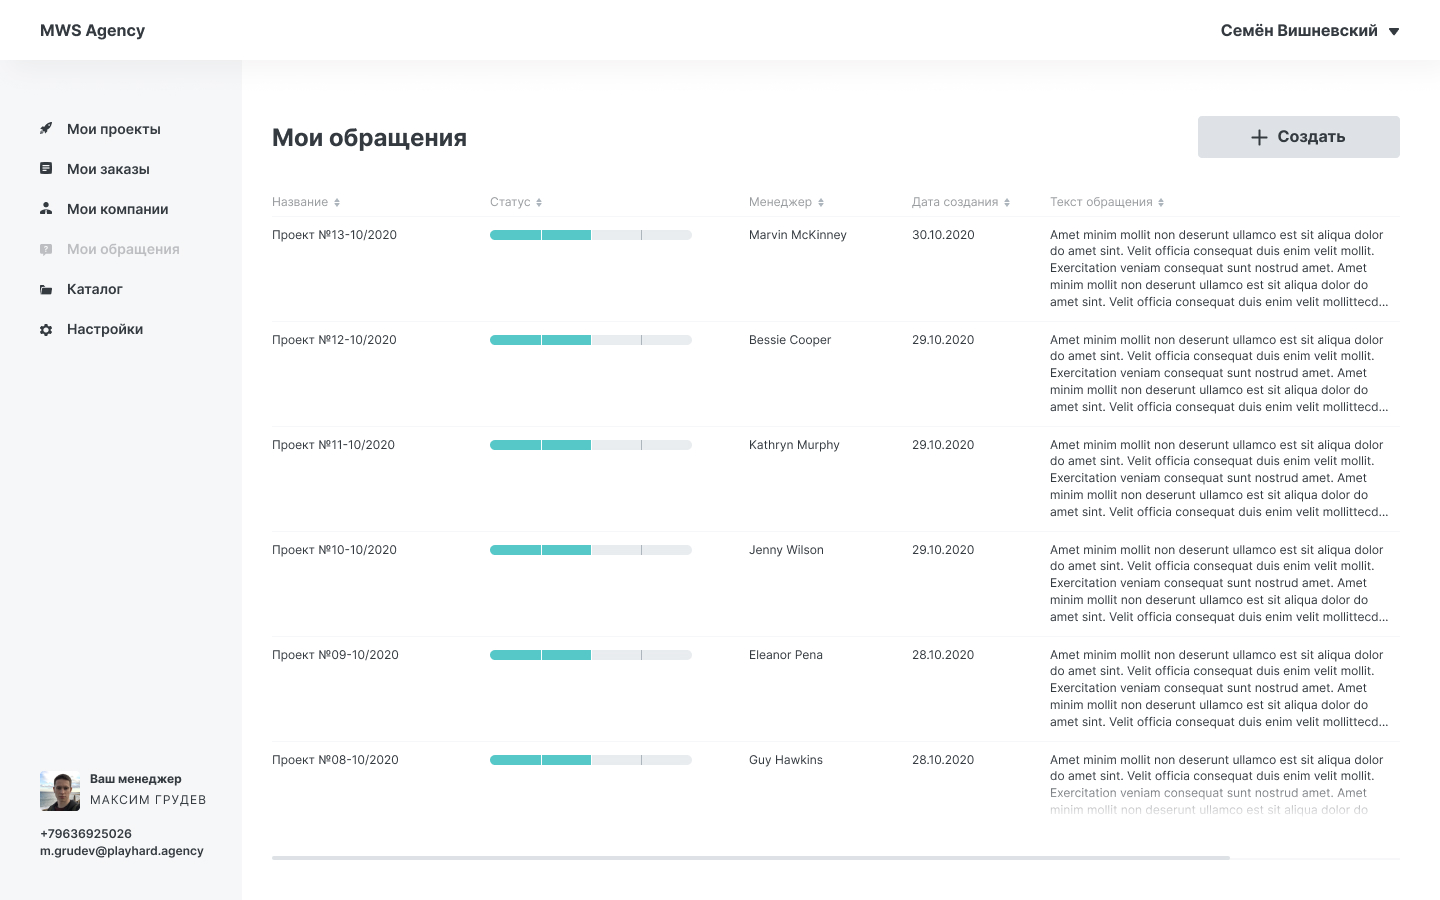 MWS Agency
Семён Вишневский
Мои проекты
Мои заказы
Мои компании
Мои обращения
Каталог
Настройки
Ваш менеджер
МАКСИМ ГРУДЕВ
+79636925026
m.grudev@playhard.agency
Мои обращения
Создать
Название Статус Менеджер Дата создания Текст обращения
Проект №13-10/2020 Marvin McKinney 30.10.2020 Amet minim mollit non deserunt ullamco est sit aliqua dolor
do amet sint. Velit officia consequat duis enim velit mollit.
Exercitation veniam consequat sunt nostrud amet. Amet
minim mollit non deserunt ullamco est sit aliqua dolor do
amet sint. Velit officia consequat duis enim velit mollittecd...
Проект №12-10/2020 Bessie Cooper 29.10.2020 Amet minim mollit non deserunt ullamco est sit aliqua dolor
do amet sint. Velit officia consequat duis enim velit mollit.
Exercitation veniam consequat sunt nostrud amet. Amet
minim mollit non deserunt ullamco est sit aliqua dolor do
amet sint. Velit officia consequat duis enim velit mollittecd...
Проект №11-10/2020 Kathryn Murphy 29.10.2020 Amet minim mollit non deserunt ullamco est sit aliqua dolor
do amet sint. Velit officia consequat duis enim velit mollit.
Exercitation veniam consequat sunt nostrud amet. Amet
minim mollit non deserunt ullamco est sit aliqua dolor do
amet sint. Velit officia consequat duis enim velit mollittecd...
Проект №10-10/2020 Jenny Wilson 29.10.2020 Amet minim mollit non deserunt ullamco est sit aliqua dolor
do amet sint. Velit officia consequat duis enim velit mollit.
Exercitation veniam consequat sunt nostrud amet. Amet
minim mollit non deserunt ullamco est sit aliqua dolor do
amet sint. Velit officia consequat duis enim velit mollittecd...
Проект №09-10/2020 Eleanor Pena 28.10.2020 Amet minim mollit non deserunt ullamco est sit aliqua dolor
do amet sint. Velit officia consequat duis enim velit mollit.
Exercitation veniam consequat sunt nostrud amet. Amet
minim mollit non deserunt ullamco est sit aliqua dolor do
amet sint. Velit officia consequat duis enim velit mollittecd...
Проект №08-10/2020 Guy Hawkins 28.10.2020 Amet minim mollit non deserunt ullamco est sit aliqua dolor
do amet sint. Velit officia consequat duis enim velit mollit.
Exercitation veniam consequat sunt nostrud amet. Amet
minim mollit non deserunt ullamco est sit aliqua dolor do